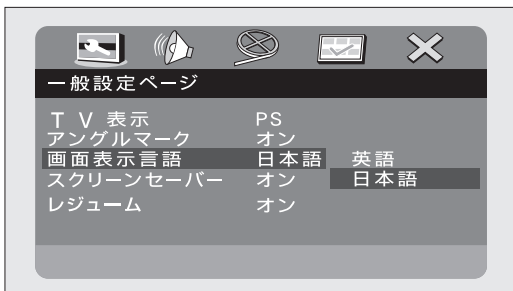 一般設定ページ
T V 表示 PS
アングルマーク オン
画面表示言語 日本語 英語
スクリーンセーバー オン 日本語
レジューム オン